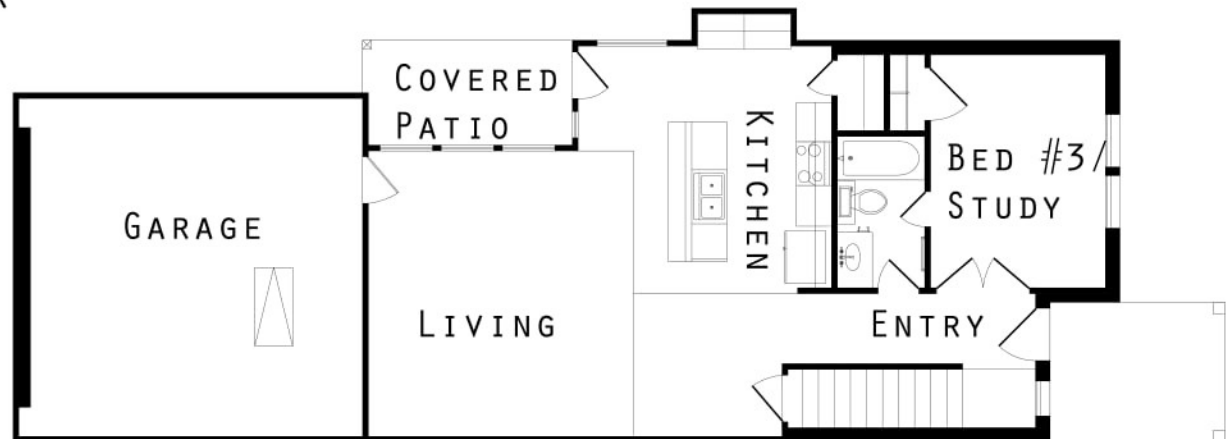 COVERED
PATIO
KITCHEN
BED #3/
STUDY
GARAGE
LIVING
ENTRY